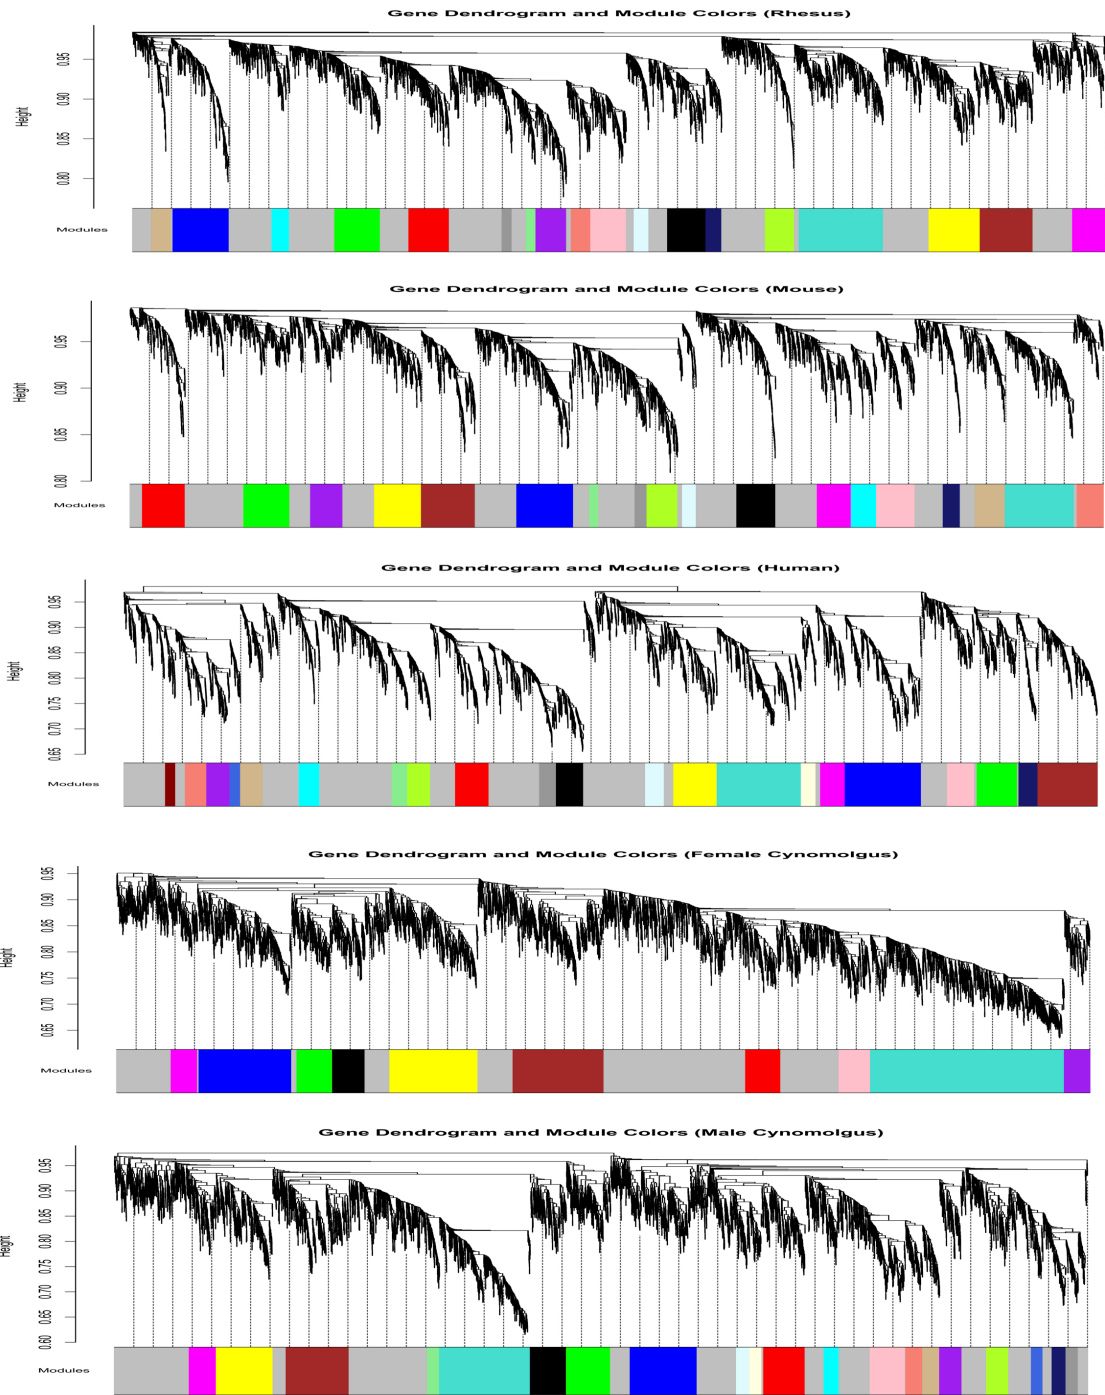 Gene Dendrogram and Module Colors (Rhesus)
Height
0.95
0.90
0.85
0.80
Modules
Gene Dendrogram and Module Colors (Mouse)
Height
0.95
0.90
0.85
0.80
Modules
Gene Dendrogram and Module Colors (Human)
Height
0.95
0.90
0.85
0.80
0.75
0.70
0.65
Modules
Gene Dendrogram and Module Colors (Female Cynomolgus)
Height
0.95
0.90
0.85
0.80
0.75
0.70
0.65
Modules
Gene Dendrogram and Module Colors (Male Cynomolgus)
Height
0.95
0.90
0.85
0.80
0.75
0.70
0.65
0.60
Modules